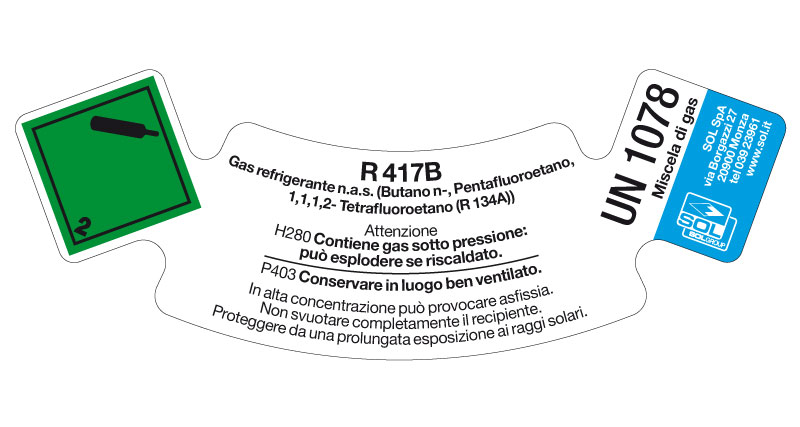 2
R 417B
Gas refrigerante n.a.s. (Butano n-, Pentafluoroetano,
1,1,1,2- Tetrafluoroetano (R 134A))
Attenzione
H280 Contiene gas sotto pressione:
può esplodere se riscaldato.
P403 Conservare in luogo ben ventilato.
In alta concentrazione può provocare asfissia.
Non svuotare completamente il recipiente.
Proteggere da una prolungata esposizione ai raggi solari.
UN 1078
Miscela di gas
SOL SpA
via Borgazzi 27
20900 Monza
tel 039 23961
www.sol.it
SOL
SOLGROUP